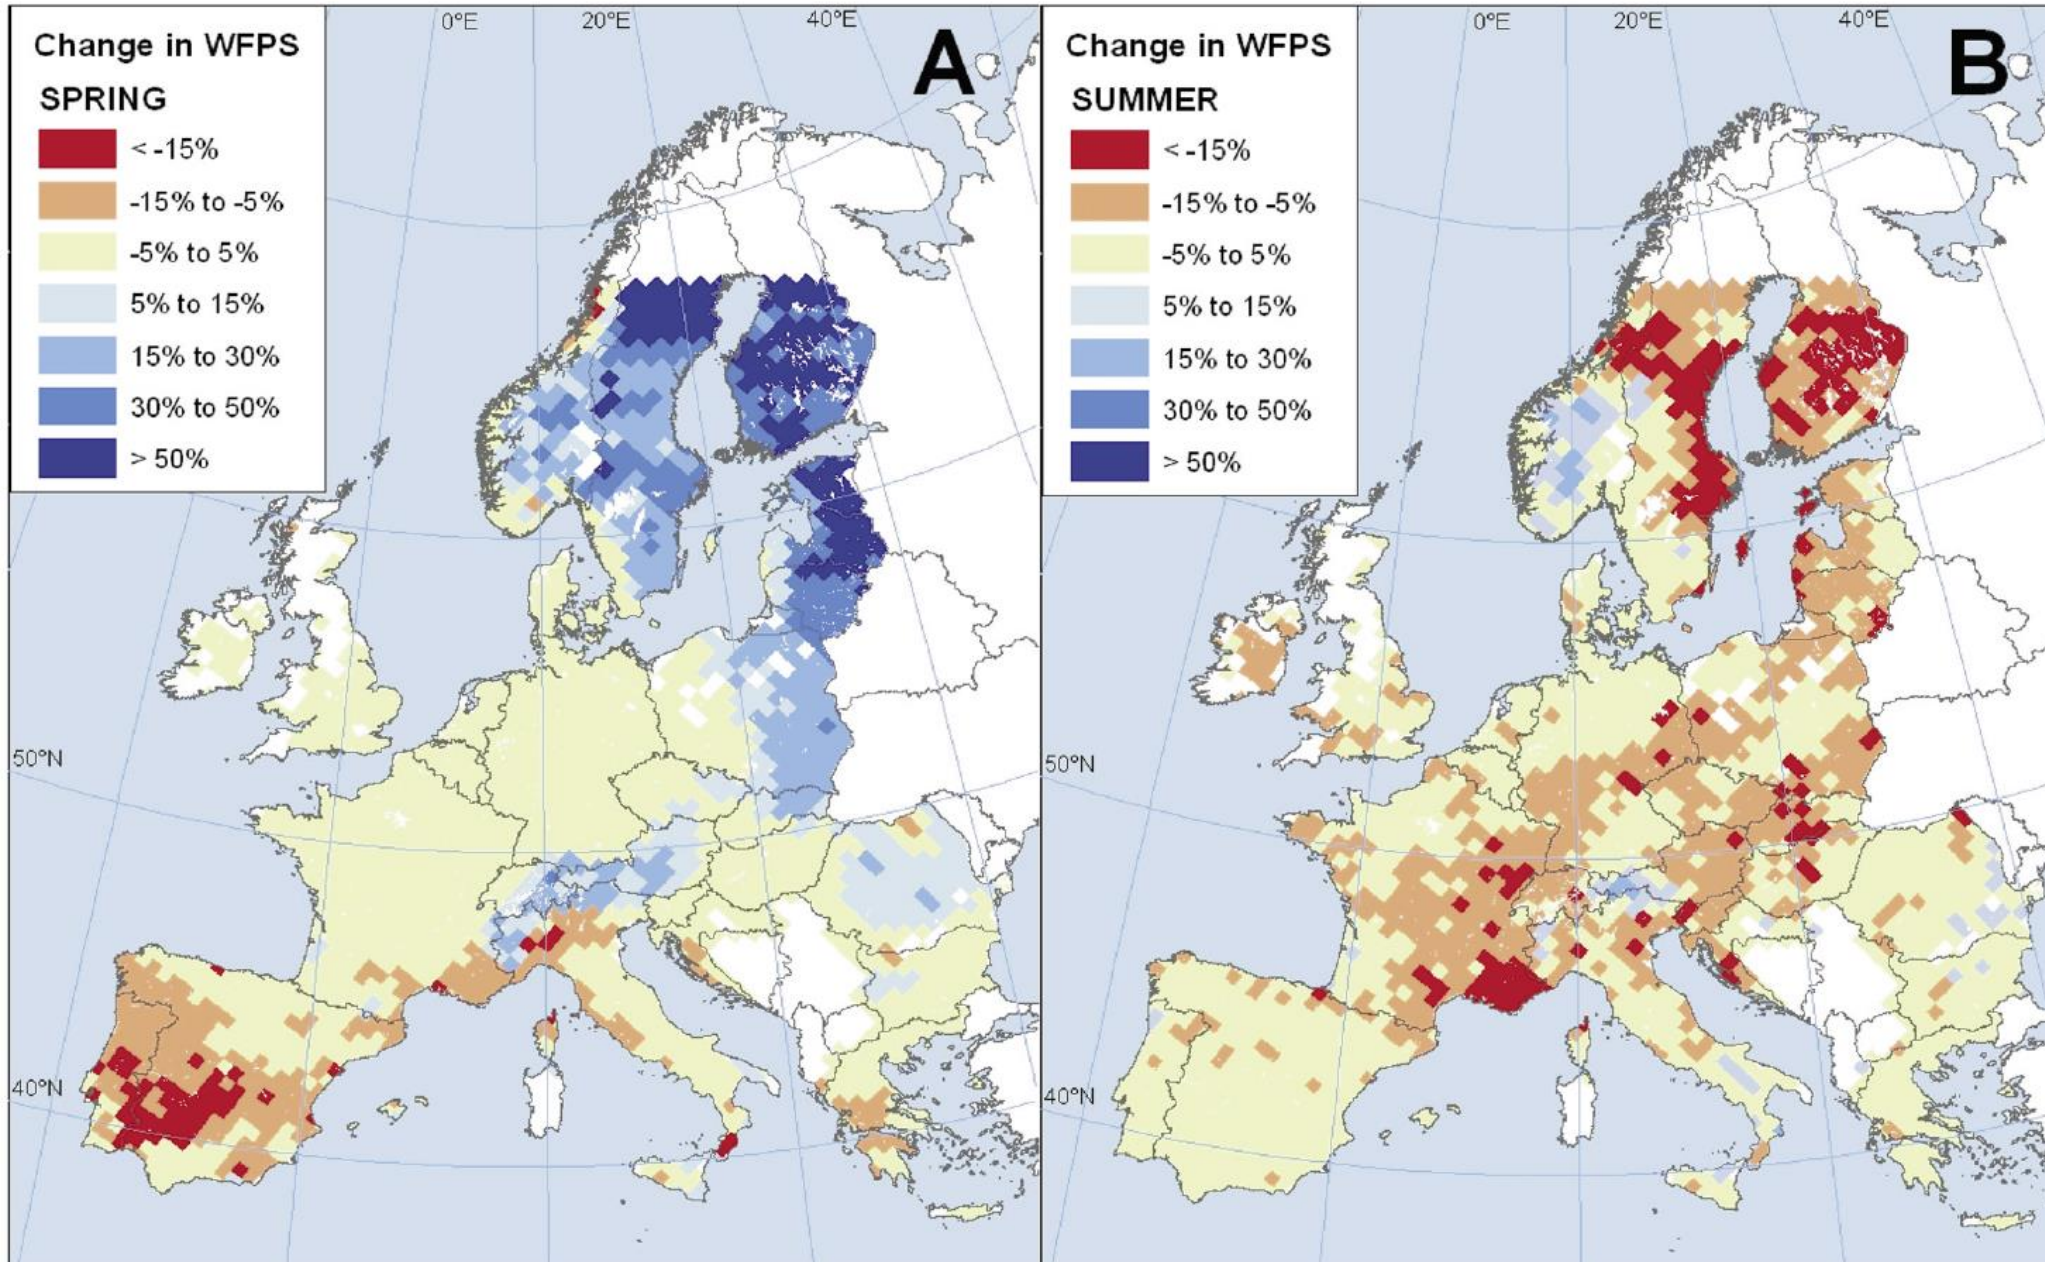 0°E 20°E 40°E
Change in WFPS
A
SPRING
< -15%
-15% to -5%
-5% to 5%
5% to 15%
15% to 30%
30% to 50%
> 50%
50°N
40°N
0°E 20°E 40°E
Change in WFPS
B
SUMMER
< -15%
-15% to -5%
-5% to 5%
5% to 15%
15% to 30%
30% to 50%
> 50%
50°N
40°N